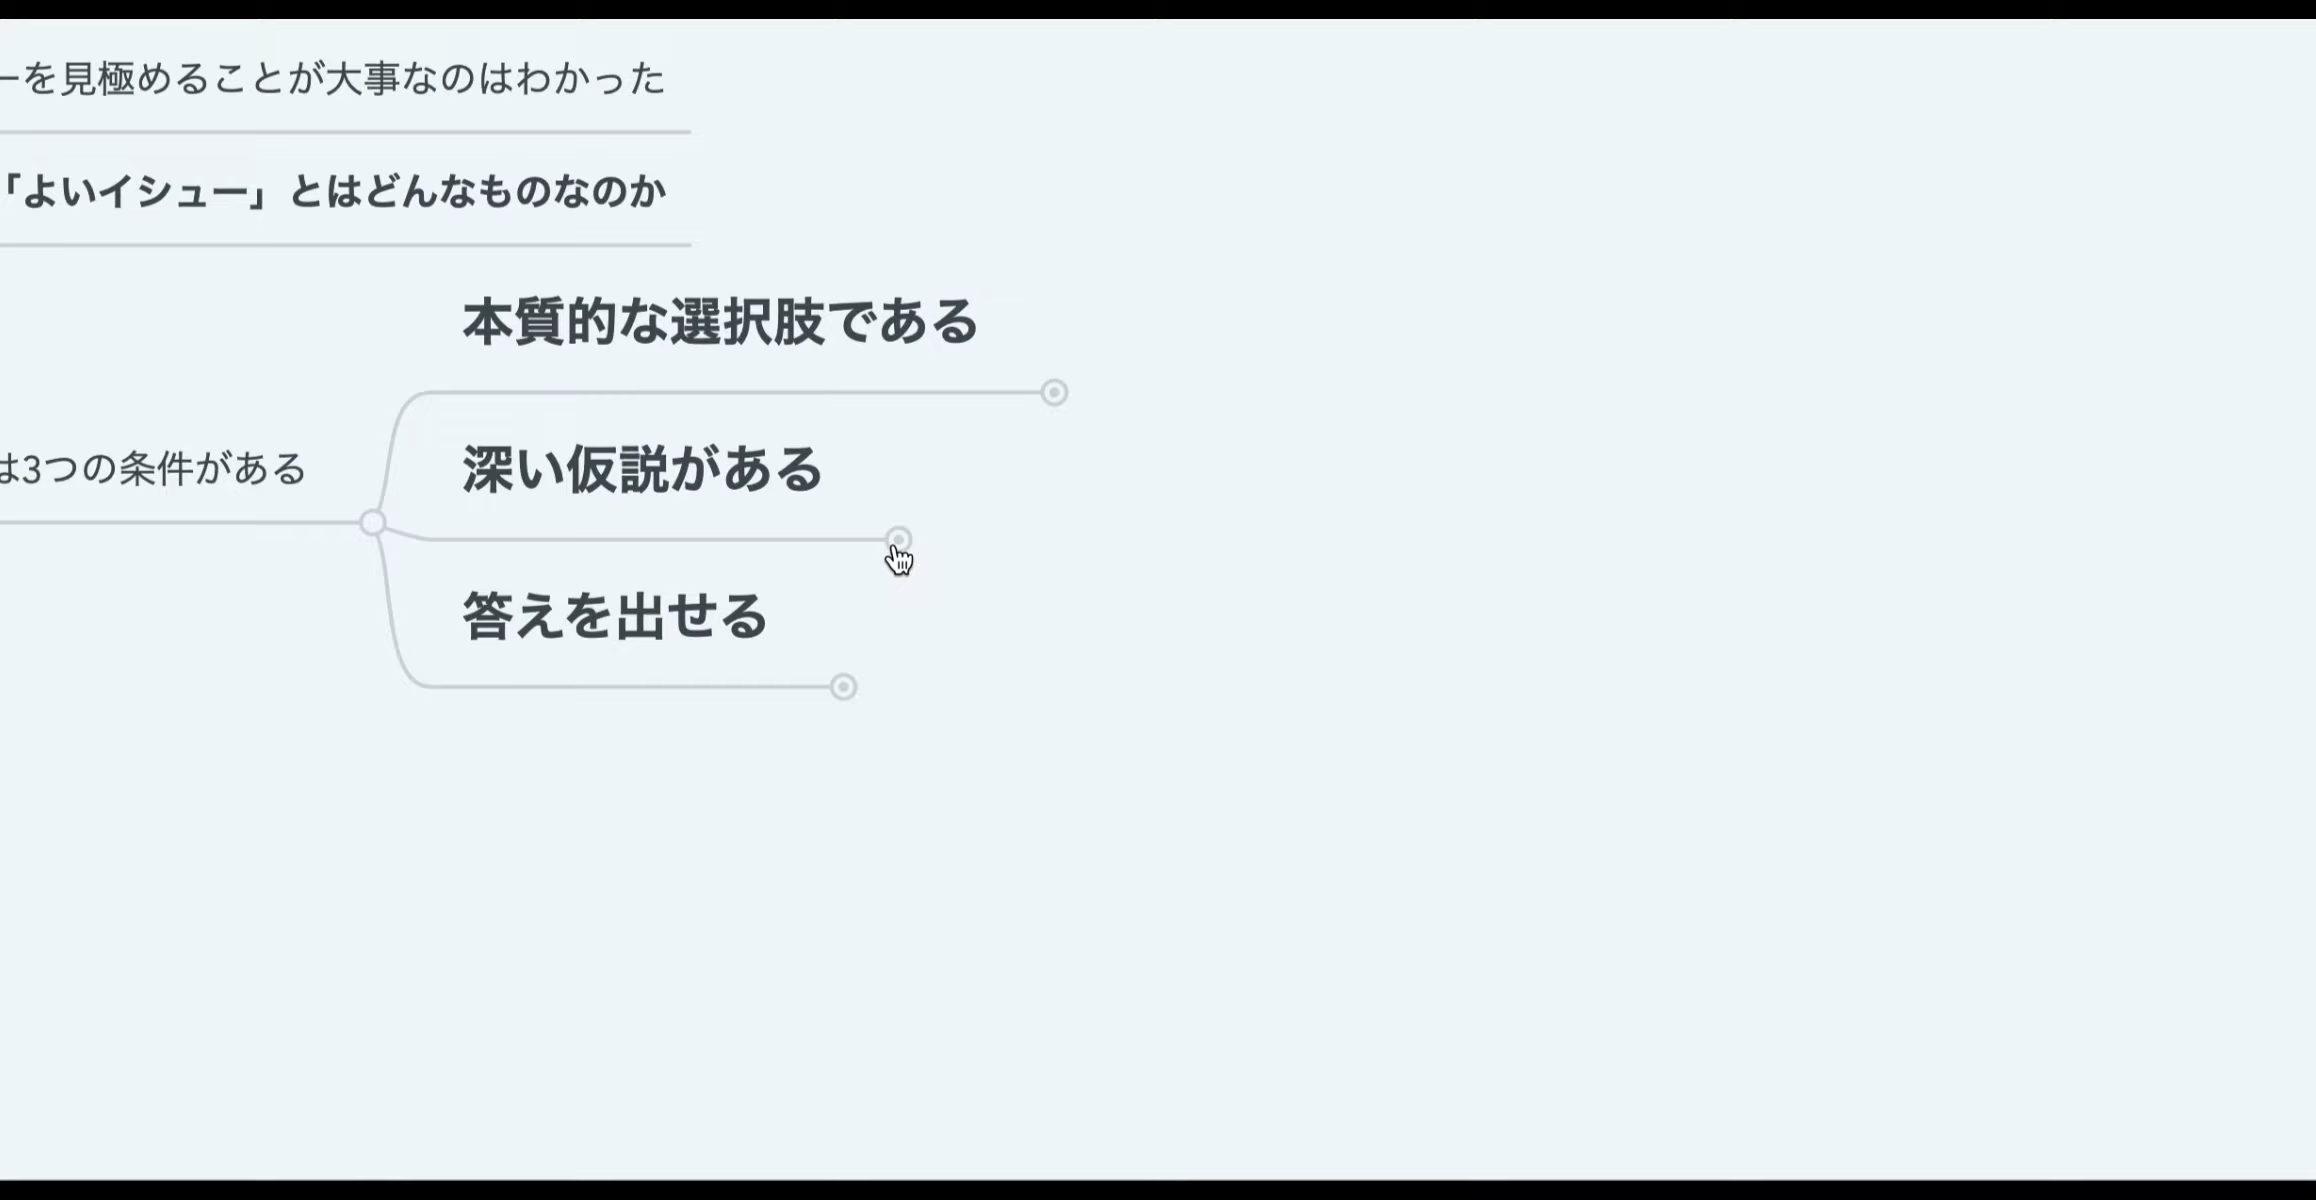 ーを見極めることが大事なのはわかった
「よいイシュー」とはどんなものなのか
本質的な選択肢である
は3つの条件がある
深い仮説がある
答えを出せる